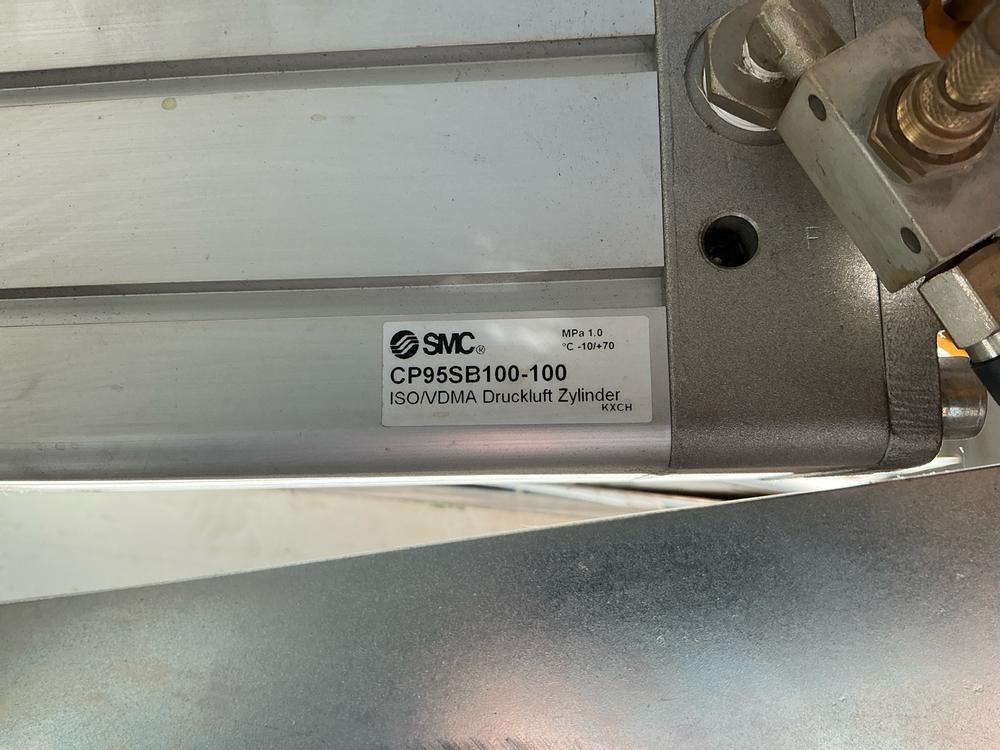 SMC®
MPa 1.0
°C -10/+70
CP95SB100-100
ISO/VDMA Druckluft Zylinder
KXCH